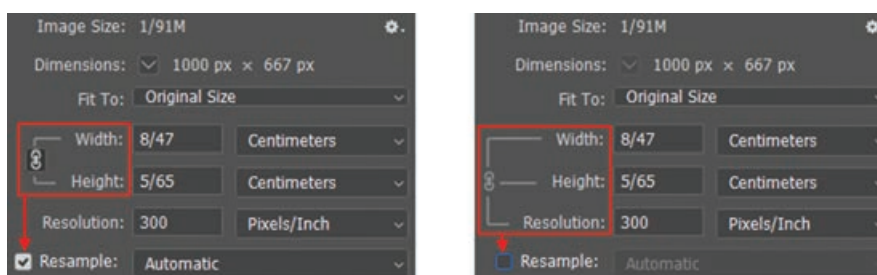 Image Size: 1/91M
Dimensions: 1000 px × 667 px
Fit To: Original Size
Width: 8/47 Centimeters
Height: 5/65 Centimeters
Resolution: 300 Pixels/Inch
Resample: Automatic
Image Size: 1/91M
Dimensions: 1000 px × 667 px
Fit To: Original Size
Width: 8/47 Centimeters
Height: 5/65 Centimeters
Resolution: 300 Pixels/Inch
Resample: Automatic